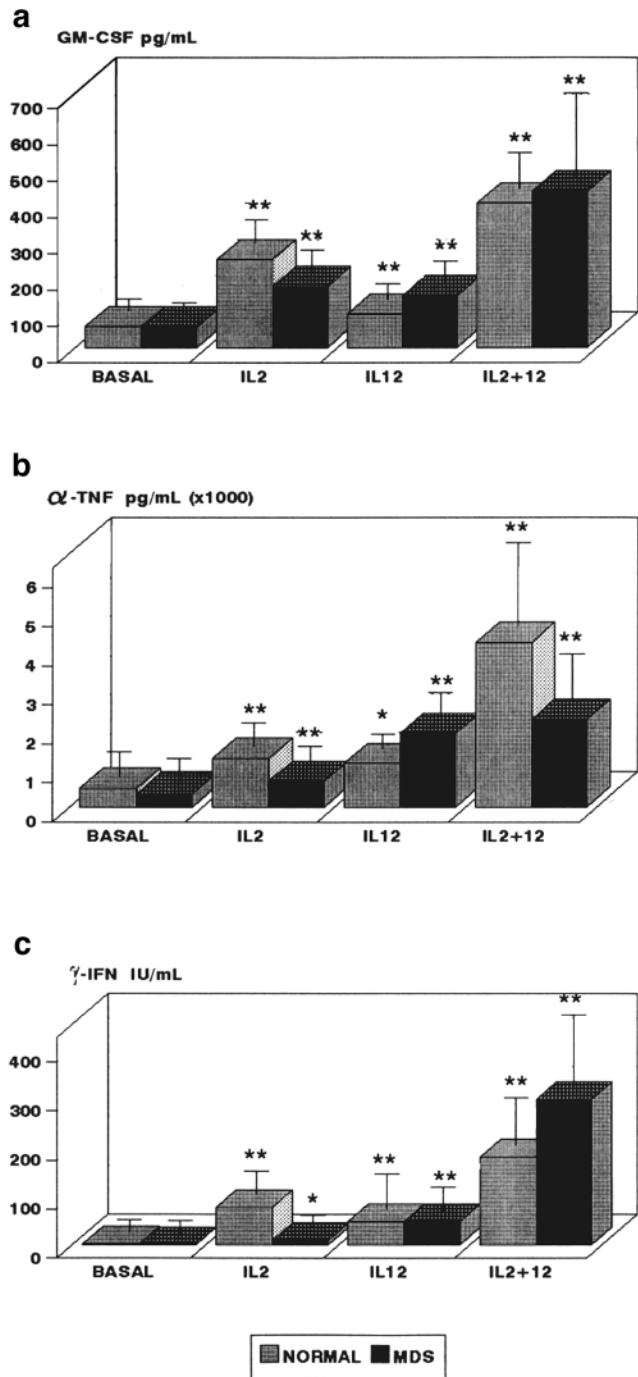 a
GM-CSF pg/mL
700
600
500
400
300
200
100
0
** ** ** ** ** **
BASAL IL2 IL12 IL2+12
b
α-TNF pg/mL (x1000)
6
5
4
3
2
1
0
** ** * ** ** **
BASAL IL2 IL12 IL2+12
c
γ-IFN IU/mL
400
300
200
100
0
** * ** ** ** **
BASAL IL2 IL12 IL2+12
NORMAL MDS